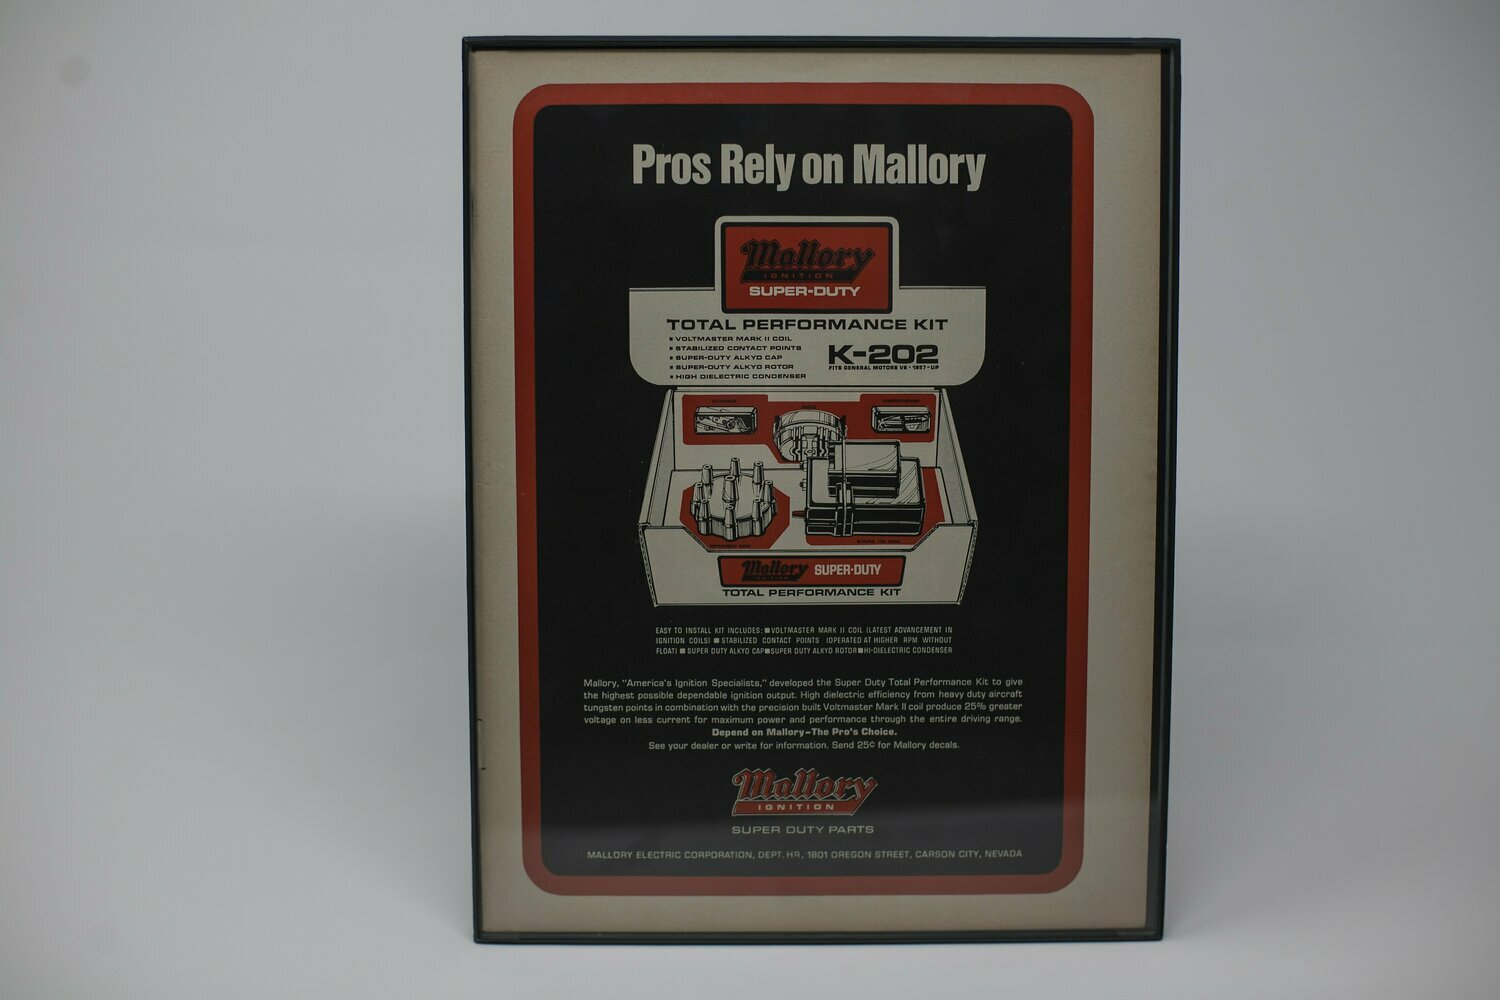 Pros Rely on Mallory
Mallory
IGNITION
SUPER-DUTY
TOTAL PERFORMANCE KIT
▪ VOLTMASTER MARK II COIL
▪ STABILIZED CONTACT POINTS
▪ SUPER-DUTY ALKYD CAP
▪ SUPER-DUTY ALKYD ROTOR
▪ HIGH DIELECTRIC CONDENSER
K-202
FITS GENERAL MOTORS V8 · 1957-UP
Mallory SUPER-DUTY
IGNITION
TOTAL PERFORMANCE KIT
EASY TO INSTALL KIT INCLUDES: ■ VOLTMASTER MARK II COIL (LATEST ADVANCEMENT IN
IGNITION COILS) ■ STABILIZED CONTACT POINTS (OPERATED AT HIGHER RPM WITHOUT
FLOAT) ■ SUPER DUTY ALKYD CAP■SUPER DUTY ALKYD ROTOR■HI-DIELECTRIC CONDENSER
Mallory, "America's Ignition Specialists," developed the Super Duty Total Performance Kit to give
the highest possible dependable ignition output. High dielectric efficiency from heavy duty aircraft
tungsten points in combination with the precision built Voltmaster Mark II coil produce 25% greater
voltage on less current for maximum power and performance through the entire driving range.
Depend on Mallory—The Pro's Choice.
See your dealer or write for information. Send 25¢ for Mallory decals.
Mallory
IGNITION
SUPER DUTY PARTS
MALLORY ELECTRIC CORPORATION, DEPT. HR, 1801 OREGON STREET, CARSON CITY, NEVADA